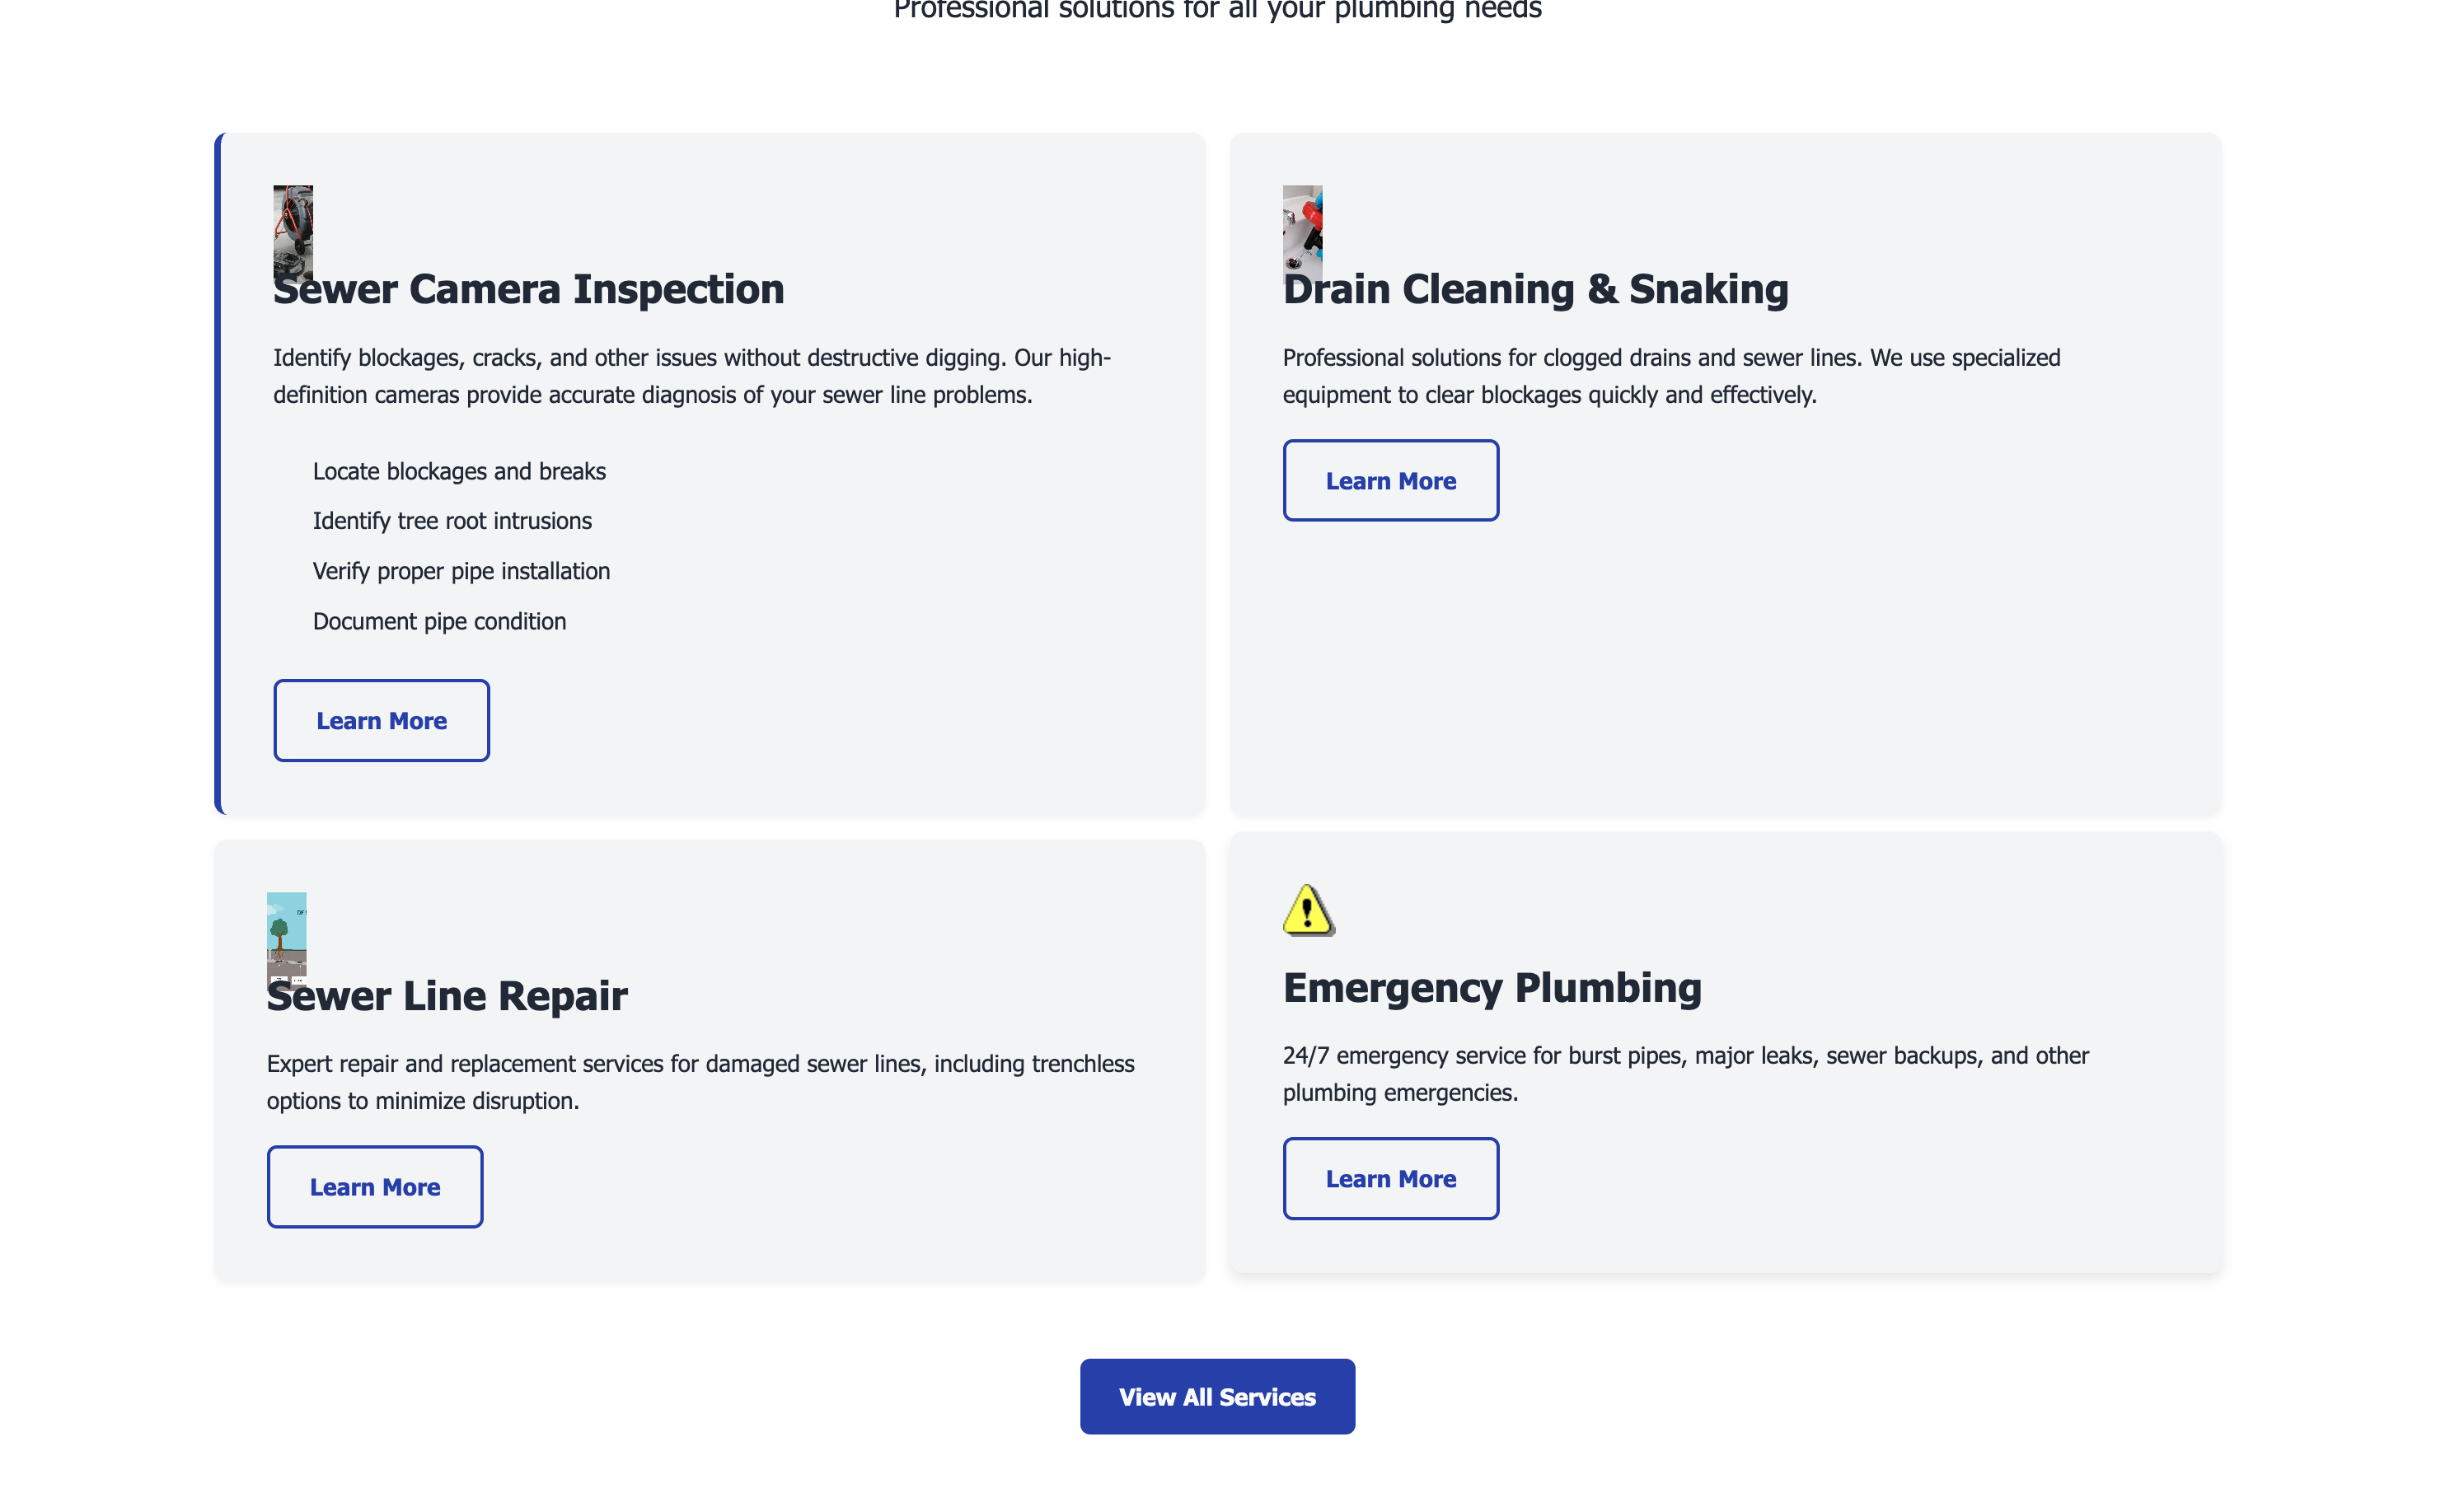 Professional solutions for all your plumbing needs
Sewer Camera Inspection
Identify blockages, cracks, and other issues without destructive digging. Our high-
definition cameras provide accurate diagnosis of your sewer line problems.
Locate blockages and breaks
Identify tree root intrusions
Verify proper pipe installation
Document pipe condition
Learn More
Drain Cleaning & Snaking
Professional solutions for clogged drains and sewer lines. We use specialized
equipment to clear blockages quickly and effectively.
Learn More
Sewer Line Repair
Expert repair and replacement services for damaged sewer lines, including trenchless
options to minimize disruption.
Learn More
Emergency Plumbing
24/7 emergency service for burst pipes, major leaks, sewer backups, and other
plumbing emergencies.
Learn More
View All Services